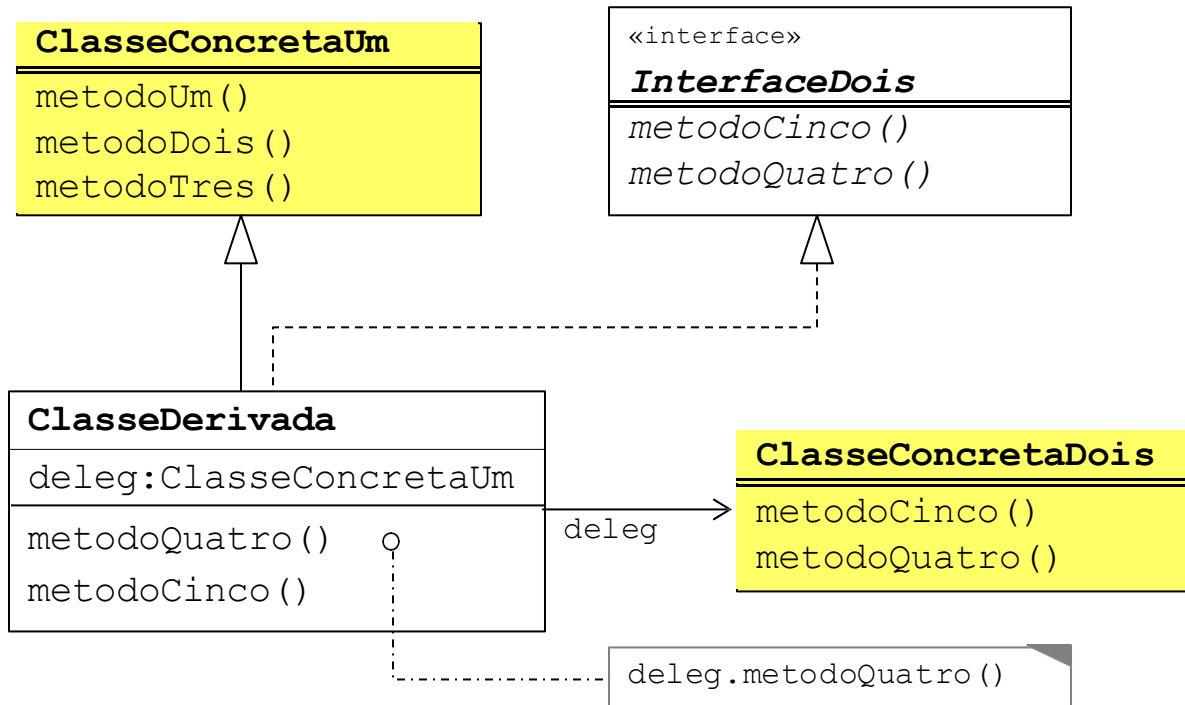 ClasseConcretaUm
metodoUm()
metodoDois()
metodoTres()
«interface»
InterfaceDois
metodoCinco()
metodoQuatro()
ClasseDerivada
deleg:ClasseConcretaUm
metodoQuatro()
metodoCinco()
deleg
ClasseConcretaDois
metodoCinco()
metodoQuatro()
deleg.metodoQuatro()